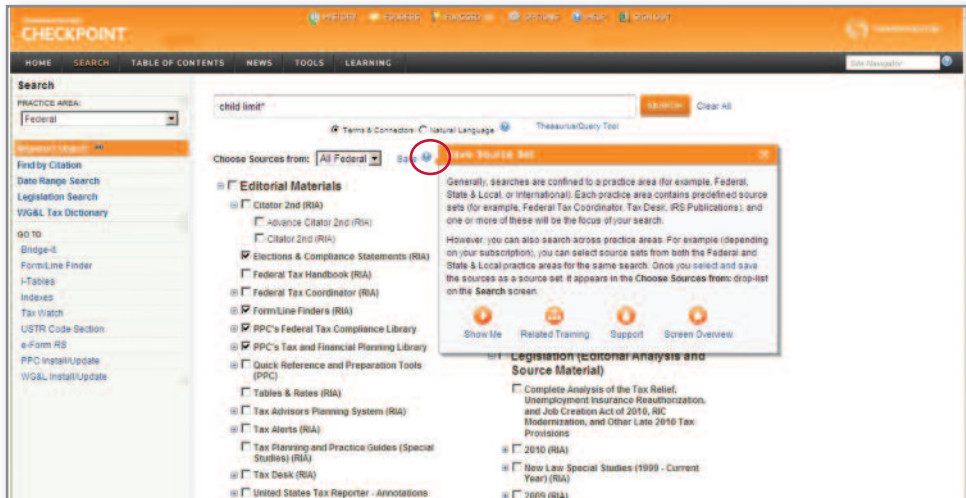 CHECKPOINT
HISTORY FOLDERS FLAGGED OPTIONS HELP SIGN OUT
HOME SEARCH TABLE OF CONTENTS NEWS TOOLS LEARNING
Site Navigator
Search
PRACTICE AREA:
Federal
Keyword Search
Find by Citation
Date Range Search
Legislation Search
WG&L Tax Dictionary
GO TO
Bridge-It
Form/Line Finder
i-Tables
Indexes
Tax Watch
USTR Code Section
e-Form RS
PPC Install/Update
WG&L Install/Update
child limit*
SEARCH Clear All
Terms & Connectors Natural Language Thesaurus/Query Tool
Choose Sources from: All Federal Save
Editorial Materials
Citator 2nd (RIA)
Advance Citator 2nd (RIA)
Citator 2nd (RIA)
Elections & Compliance Statements (RIA)
Federal Tax Handbook (RIA)
Federal Tax Coordinator (RIA)
Form/Line Finders (RIA)
PPC's Federal Tax Compliance Library
PPC's Tax and Financial Planning Library
Quick Reference and Preparation Tools
(PPC)
Tables & Rates (RIA)
Tax Advisors Planning System (RIA)
Tax Alerts (RIA)
Tax Planning and Practice Guides (Special
Studies) (RIA)
Tax Desk (RIA)
United States Tax Reporter - Annotations
Save Source Set
Generally, searches are confined to a practice area (for example, Federal,
State & Local, or International). Each practice area contains predefined source
sets (for example, Federal Tax Coordinator, Tax Desk, IRS Publications), and
one or more of these will be the focus of your search.
However, you can also search across practice areas. For example (depending
on your subscription), you can select source sets from both the Federal and
State & Local practice areas for the same search. Once you select and save
the sources as a source set, it appears in the Choose Sources from: drop-list
on the Search screen.
Show Me Related Training Support Screen Overview
Legislation (Editorial Analysis and
Source Material)
Complete Analysis of the Tax Relief,
Unemployment Insurance Reauthorization,
and Job Creation Act of 2010, RIC
Modernization, and Other Late 2010 Tax
Provisions
2010 (RIA)
New Law Special Studies (1999 - Current
Year) (RIA)
2009 (RIA)